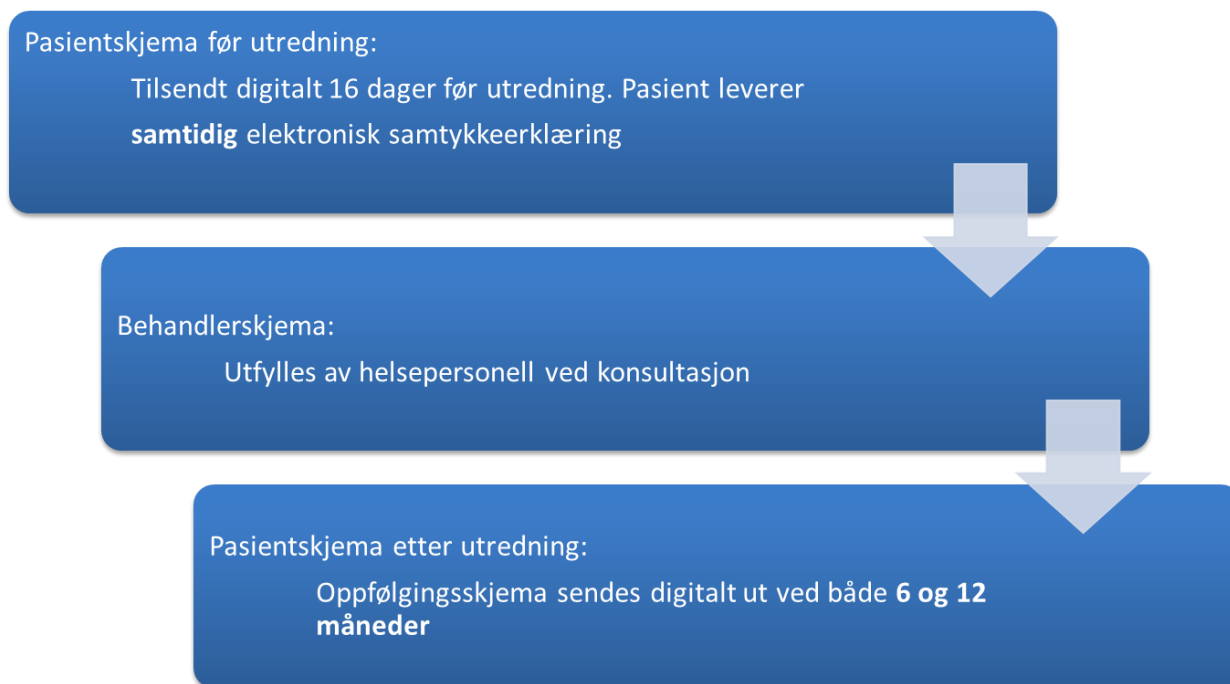 Pasientskjema før utredning:
Tilsendt digitalt 16 dager før utredning. Pasient leverer
samtidig elektronisk samtykkeerklæring
Behandlerskjema:
Utfylles av helsepersonell ved konsultasjon
Pasientskjema etter utredning:
Oppfølgingsskjema sendes digitalt ut ved både 6 og 12
måneder